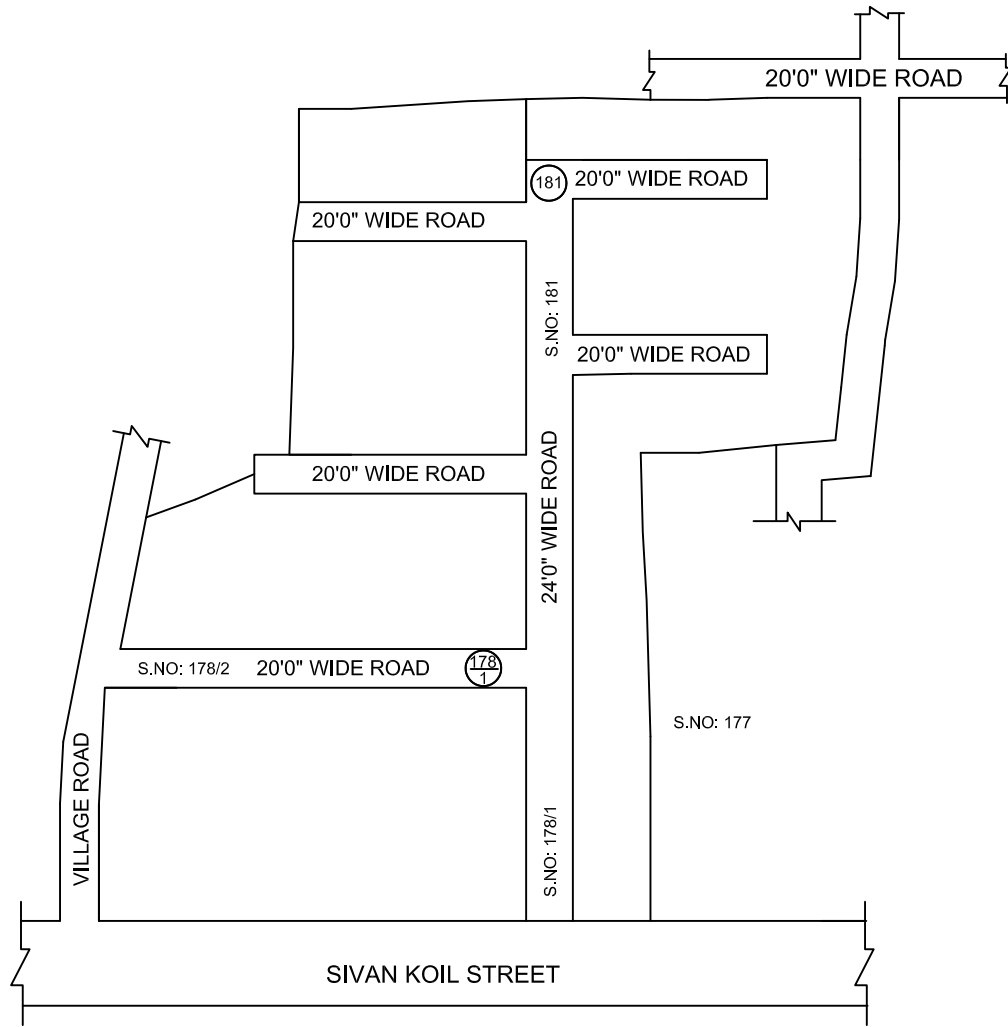 20'0" WIDE ROAD
181
20'0" WIDE ROAD
20'0" WIDE ROAD
S.NO: 181
20'0" WIDE ROAD
20'0" WIDE ROAD
24'0" WIDE ROAD
S.NO: 178/2
20'0" WIDE ROAD
178
1
S.NO: 177
VILLAGE ROAD
S.NO: 178/1
SIVAN KOIL STREET